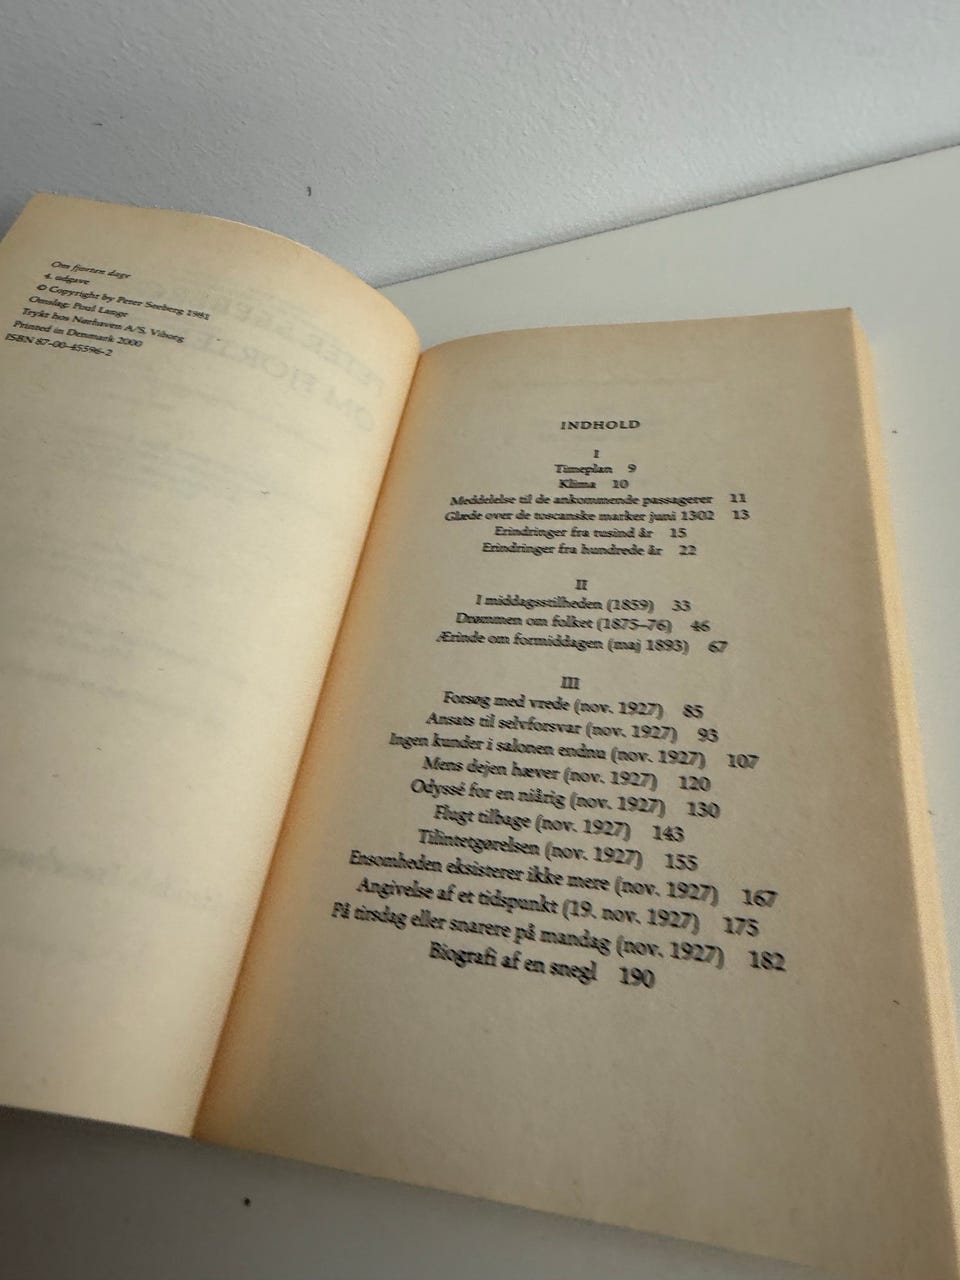 Om fjorten dage
4. udgave
© Copyright by Peter Seeberg 1981
Omslag: Poul Lange
Trykt hos Nørhaven A/S, Viborg
Printed in Denmark 2000
ISBN 87-00-45596-2
INDHOLD
I
Timeplan 9
Klima 10
Meddelelse til de ankommende passagerer 11
Glæde over de toscanske marker juni 1302 13
Erindringer fra tusind år 15
Erindringer fra hundrede år 22
II
I middagsstilheden (1859) 33
Drømmen om folket (1875–76) 46
Ærinde om formiddagen (maj 1893) 67
III
Forsøg med vrede (nov. 1927) 85
Ansats til selvforsvar (nov. 1927) 93
Ingen kunder i salonen endnu (nov. 1927) 107
Mens dejen hæver (nov. 1927) 120
Odyssé for en niårig (nov. 1927) 130
Flugt tilbage (nov. 1927) 143
Tilintetgørelsen (nov. 1927) 155
Ensomheden eksisterer ikke mere (nov. 1927) 167
Angivelse af et tidspunkt (19. nov. 1927) 175
På tirsdag eller snarere på mandag (nov. 1927) 182
Biografi af en snegl 190